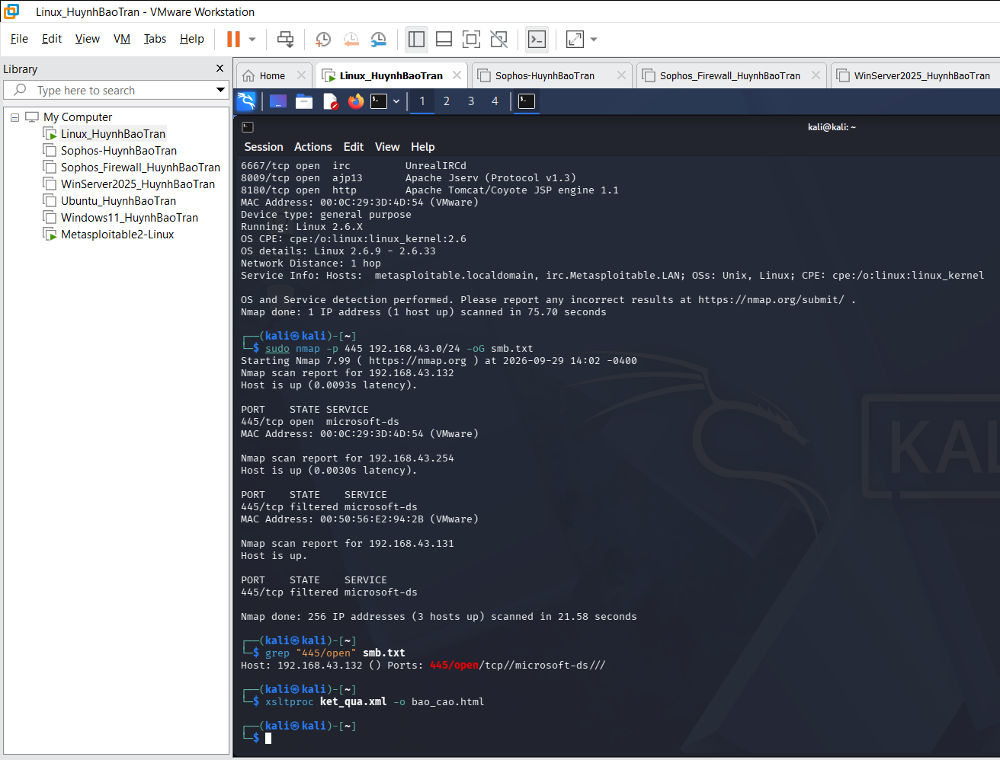 Linux_HuynhBaoTran - VMware Workstation
File Edit View VM Tabs Help
Library
Type here to search
My Computer
Linux_HuynhBaoTran
Sophos-HuynhBaoTran
Sophos_Firewall_HuynhBaoTran
WinServer2025_HuynhBaoTran
Ubuntu_HuynhBaoTran
Windows11_HuynhBaoTran
Metasploitable2-Linux
Home Linux_HuynhBaoTran Sophos-HuynhBaoTran Sophos_Firewall_HuynhBaoTran WinServer2025_HuynhBaoTran
1 2 3 4
kali@kali: ~
Session Actions Edit View Help
6667/tcp open  irc         UnrealIRCd
8009/tcp open  ajp13       Apache Jserv (Protocol v1.3)
8180/tcp open  http        Apache Tomcat/Coyote JSP engine 1.1
MAC Address: 00:0C:29:3D:4D:54 (VMware)
Device type: general purpose
Running: Linux 2.6.X
OS CPE: cpe:/o:linux:linux_kernel:2.6
OS details: Linux 2.6.9 - 2.6.33
Network Distance: 1 hop
Service Info: Hosts:  metasploitable.localdomain, irc.Metasploitable.LAN; OSs: Unix, Linux; CPE: cpe:/o:linux:linux_kernel
OS and Service detection performed. Please report any incorrect results at https://nmap.org/submit/ .
Nmap done: 1 IP address (1 host up) scanned in 75.70 seconds
┌──(kali㉿kali)-[~]
└─$ sudo nmap -p 445 192.168.43.0/24 -oG smb.txt
Starting Nmap 7.99 ( https://nmap.org ) at 2026-09-29 14:02 -0400
Nmap scan report for 192.168.43.132
Host is up (0.0093s latency).
PORT    STATE SERVICE
445/tcp open  microsoft-ds
MAC Address: 00:0C:29:3D:4D:54 (VMware)
Nmap scan report for 192.168.43.254
Host is up (0.0030s latency).
PORT    STATE    SERVICE
445/tcp filtered microsoft-ds
MAC Address: 00:50:56:E2:94:2B (VMware)
Nmap scan report for 192.168.43.131
Host is up.
PORT    STATE    SERVICE
445/tcp filtered microsoft-ds
Nmap done: 256 IP addresses (3 hosts up) scanned in 21.58 seconds
┌──(kali㉿kali)-[~]
└─$ grep "445/open" smb.txt
Host: 192.168.43.132 () Ports: 445/open/tcp//microsoft-ds///
┌──(kali㉿kali)-[~]
└─$ xsltproc ket_qua.xml -o bao_cao.html
┌──(kali㉿kali)-[~]
└─$
KAL